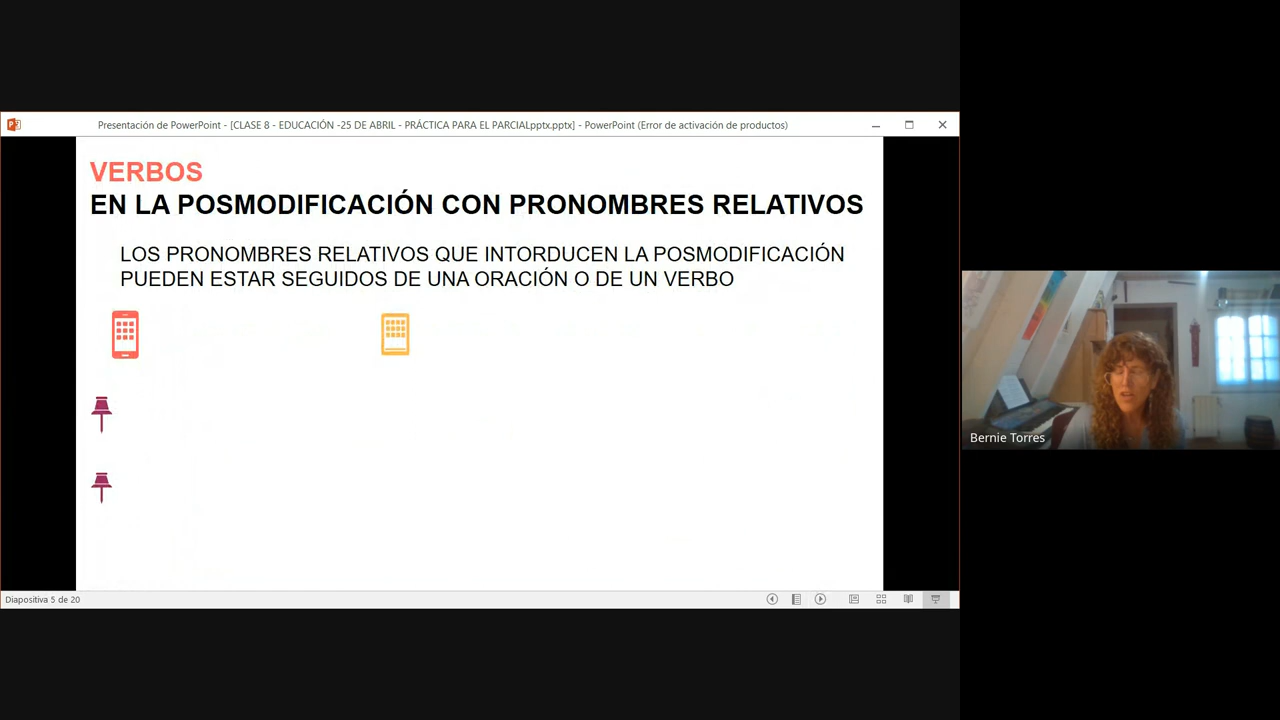 Presentación de PowerPoint - [CLASE 8 - EDUCACIÓN -25 DE ABRIL - PRÁCTICA PARA EL PARCIALpptx.pptx] - PowerPoint (Error de activación de productos)
VERBOS
EN LA POSMODIFICACIÓN CON PRONOMBRES RELATIVOS
LOS PRONOMBRES RELATIVOS QUE INTORDUCEN LA POSMODIFICACIÓN
PUEDEN ESTAR SEGUIDOS DE UNA ORACIÓN O DE UN VERBO
Bernie Torres
Diapositiva 5 de 20